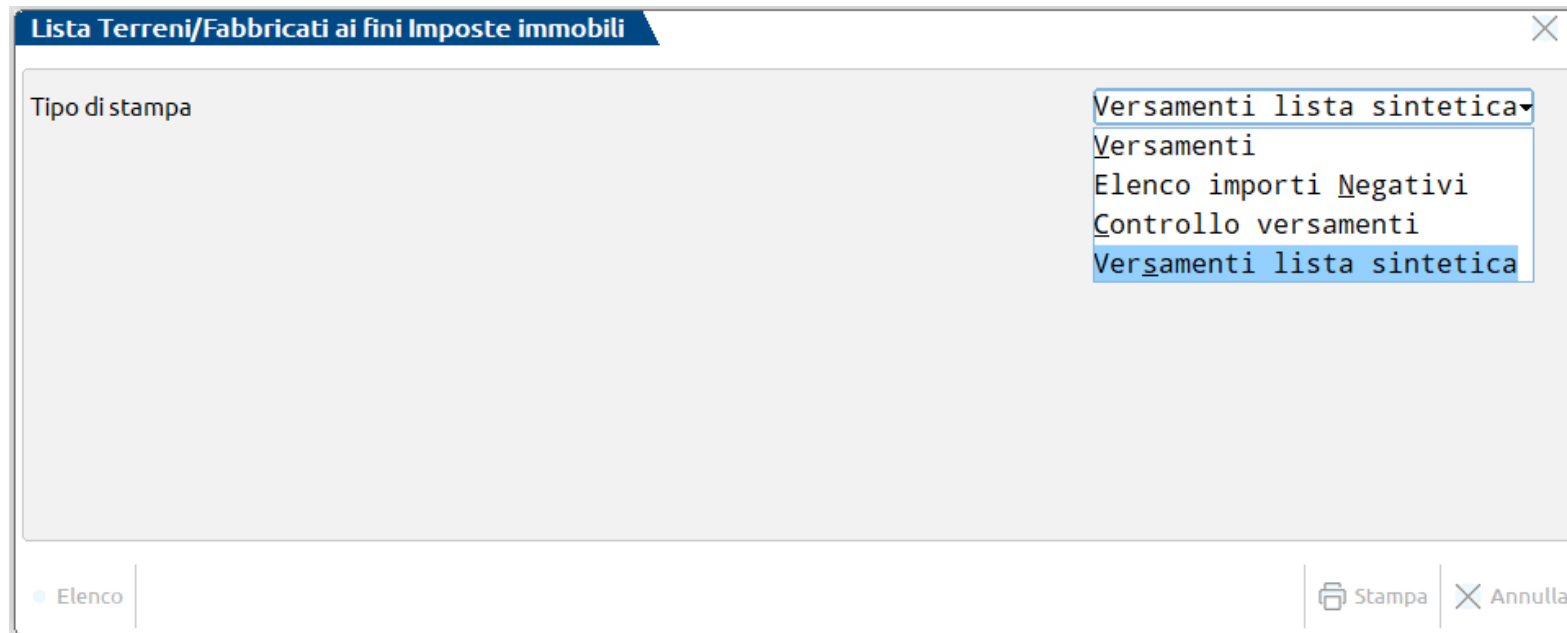 Lista Terreni/Fabbricati ai fini Imposte immobili
Tipo di stampa
Versamenti lista sintetica
Versamenti
Elenco importi Negativi
Controllo versamenti
Versamenti lista sintetica
Elenco
Stampa
Annulla